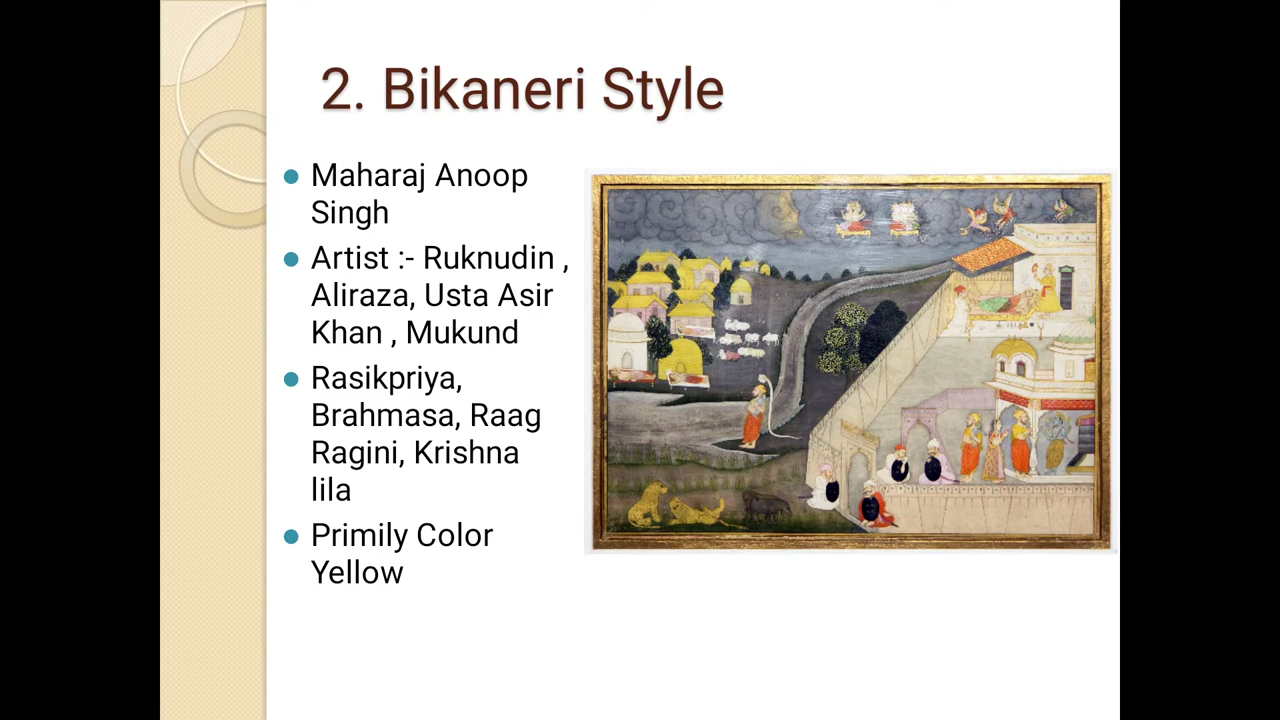 2. Bikaneri Style
Maharaj Anoop
Singh
Artist :- Ruknudin ,
Aliraza, Usta Asir
Khan , Mukund
Rasikpriya,
Brahmasa, Raag
Ragini, Krishna
lila
Primily Color
Yellow